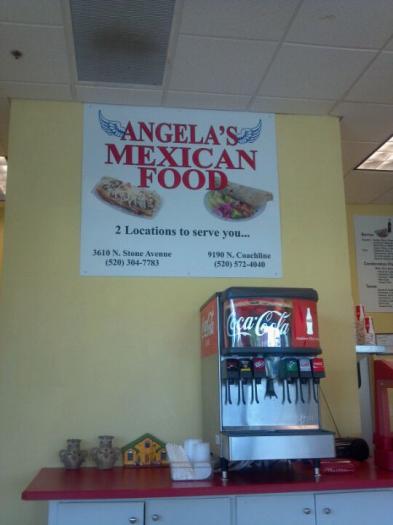 ANGELA'S
MEXICAN
FOOD
2 Locations to serve you...
3610 N. Stone Avenue
(520) 304-7783
9190 N. Coachline
(520) 572-4040
Coca-Cola